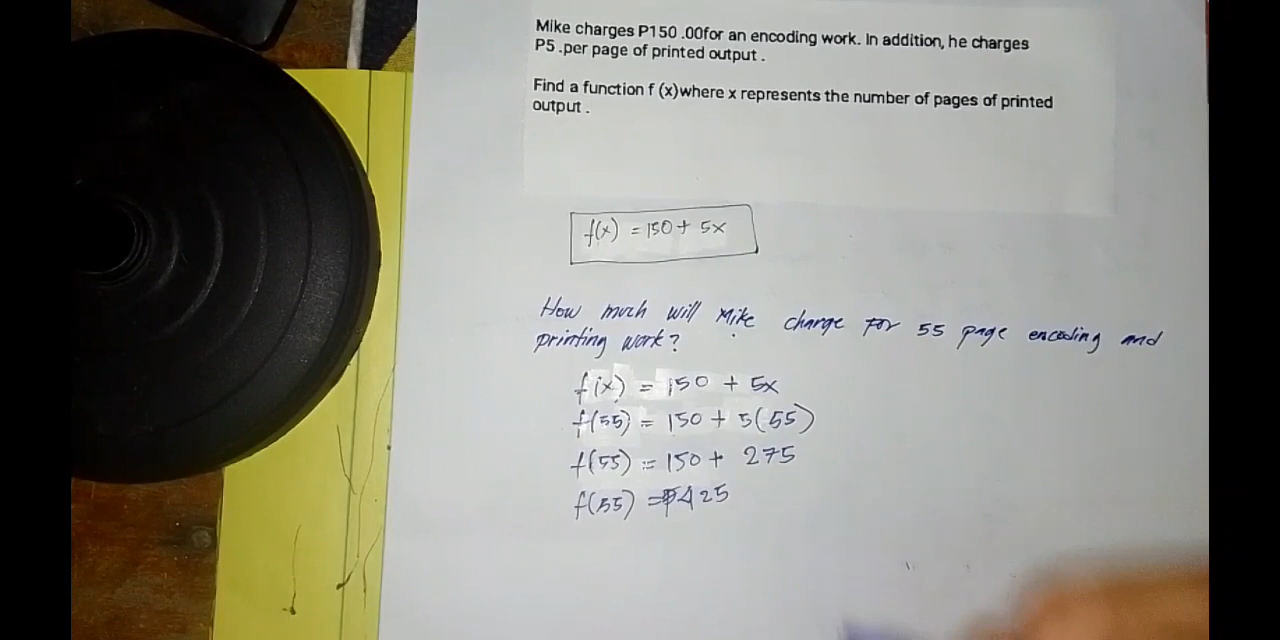 Mike charges P150 .00for an encoding work. In addition, he charges
P5 .per page of printed output .
Find a function f (x)where x represents the number of pages of printed
output .
f(x) = 150 + 5x
How much will Mike charge for 55 page encoding and
printing work?
f(x) = 150 + 5x
f(55) = 150 + 5(55)
f(55) = 150 + 275
f(55) = ₱425